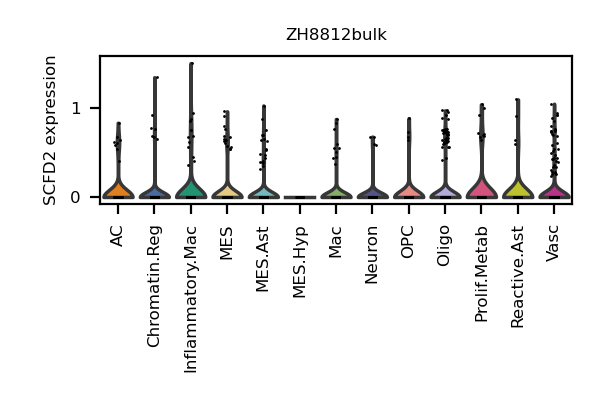 ZH8812bulk
SCFD2 expression
1
0
AC
Chromatin.Reg
Inflammatory.Mac
MES
MES.Ast
MES.Hyp
Mac
Neuron
OPC
Oligo
Prolif.Metab
Reactive.Ast
Vasc